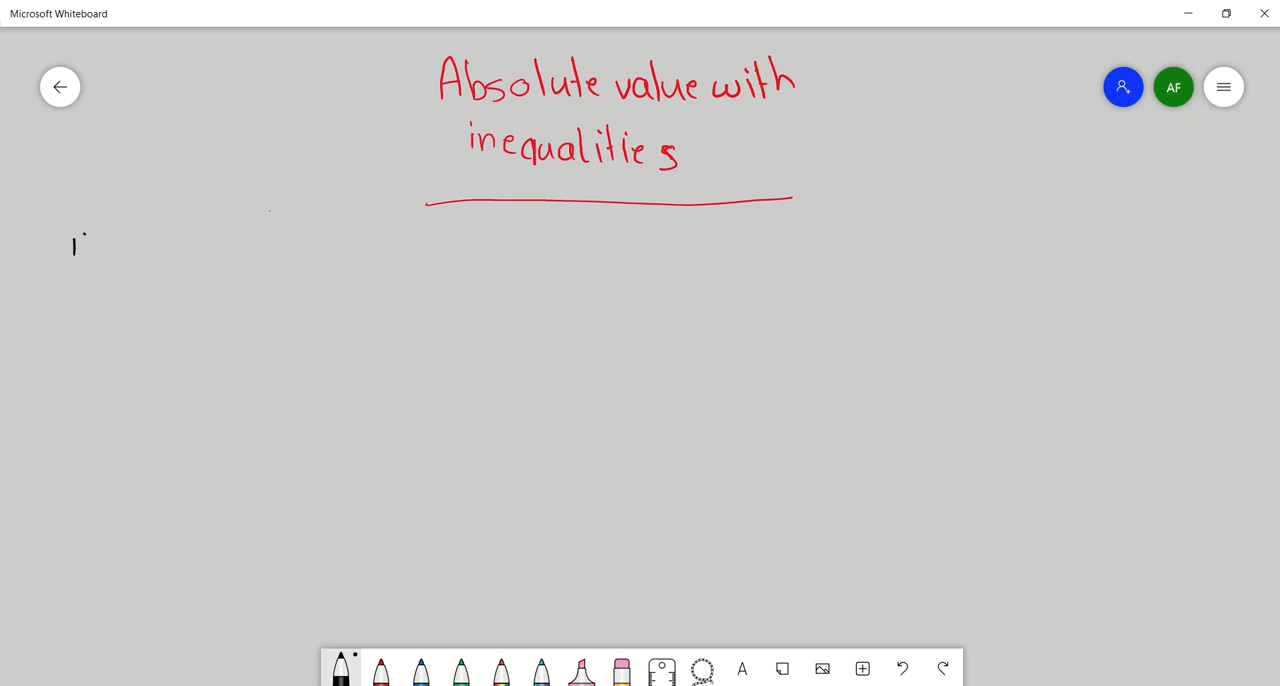 Microsoft Whiteboard
Absolute value with
AF
inequalities